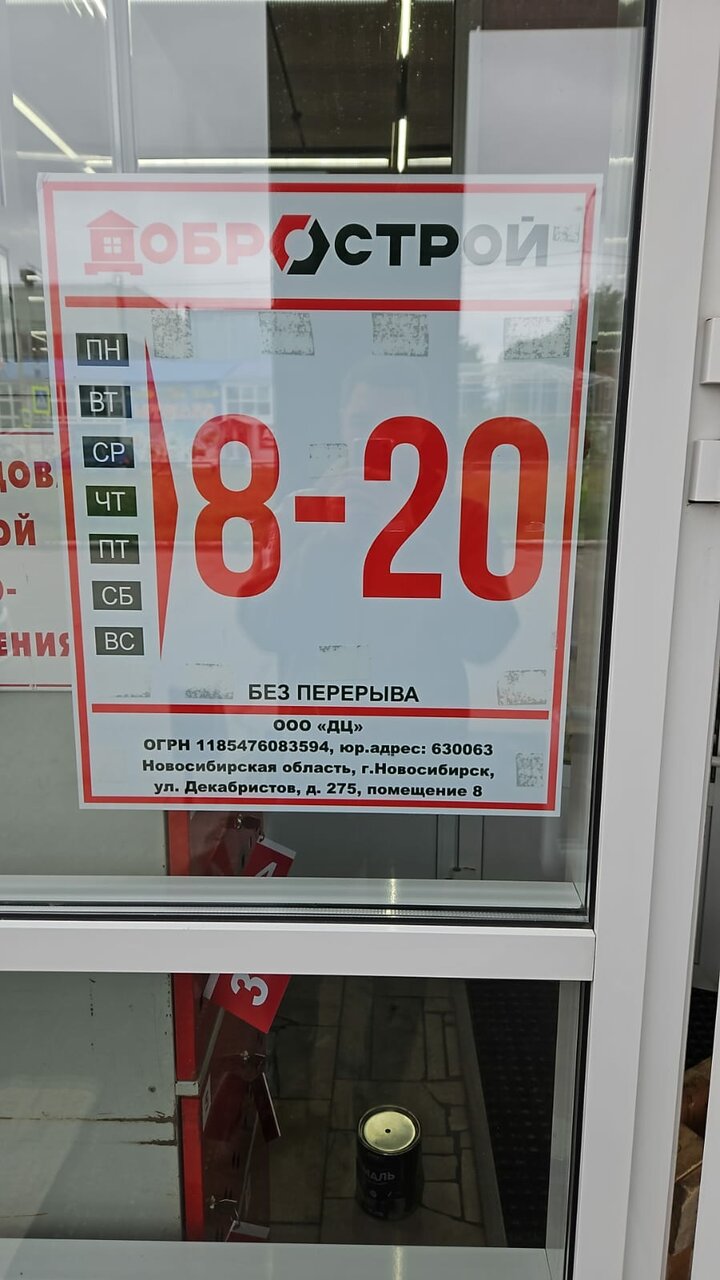 ДОБРОСТРОЙ
ПН
ВТ
СР
ЧТ
ПТ
СБ
ВС
8-20
БЕЗ ПЕРЕРЫВА
ООО «ДЦ»
ОГРН 1185476083594, юр.адрес: 630063
Новосибирская область, г.Новосибирск,
ул. Декабристов, д. 275, помещение 8
3